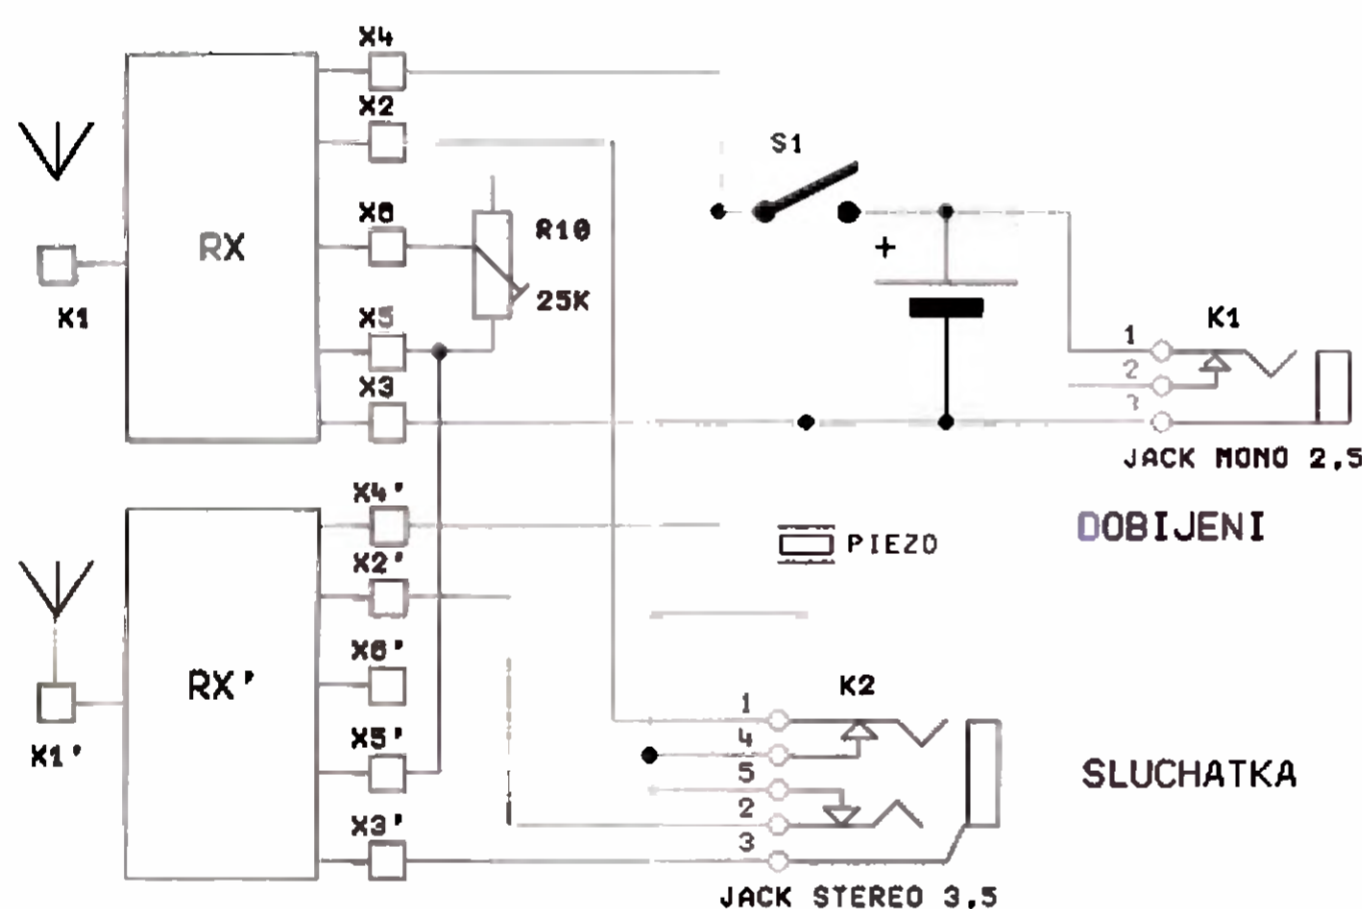 X4
X2
S1
X6
R10
RX
25K
X1
X5
K1
1
2
3
X3
JACK MONO 2,5
X4'
DOBIJENI
PIEZO
X2'
X6'
RX'
K2
1
4
X5'
5
SLUCHATKA
X1'
2
X3'
3
JACK STEREO 3,5